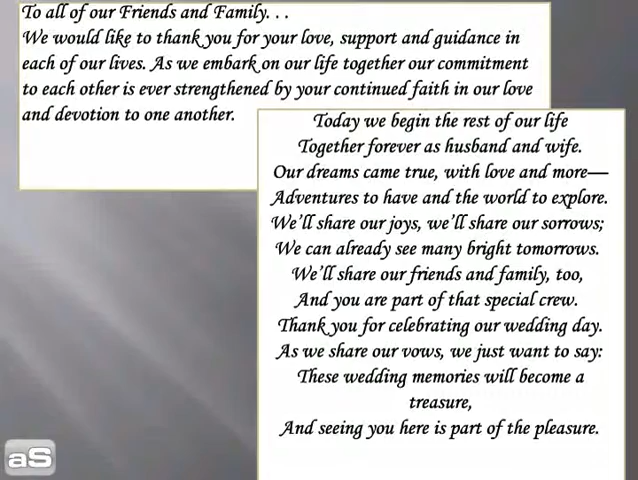 To all of our Friends and Family. . .
We would like to thank you for your love, support and guidance in
each of our lives. As we embark on our life together our commitment
to each other is ever strengthened by your continued faith in our love
and devotion to one another.
Today we begin the rest of our life
Together forever as husband and wife.
Our dreams came true, with love and more—
Adventures to have and the world to explore.
We'll share our joys, we'll share our sorrows;
We can already see many bright tomorrows.
We'll share our friends and family, too,
And you are part of that special crew.
Thank you for celebrating our wedding day.
As we share our vows, we just want to say:
These wedding memories will become a
treasure,
And seeing you here is part of the pleasure.
aS